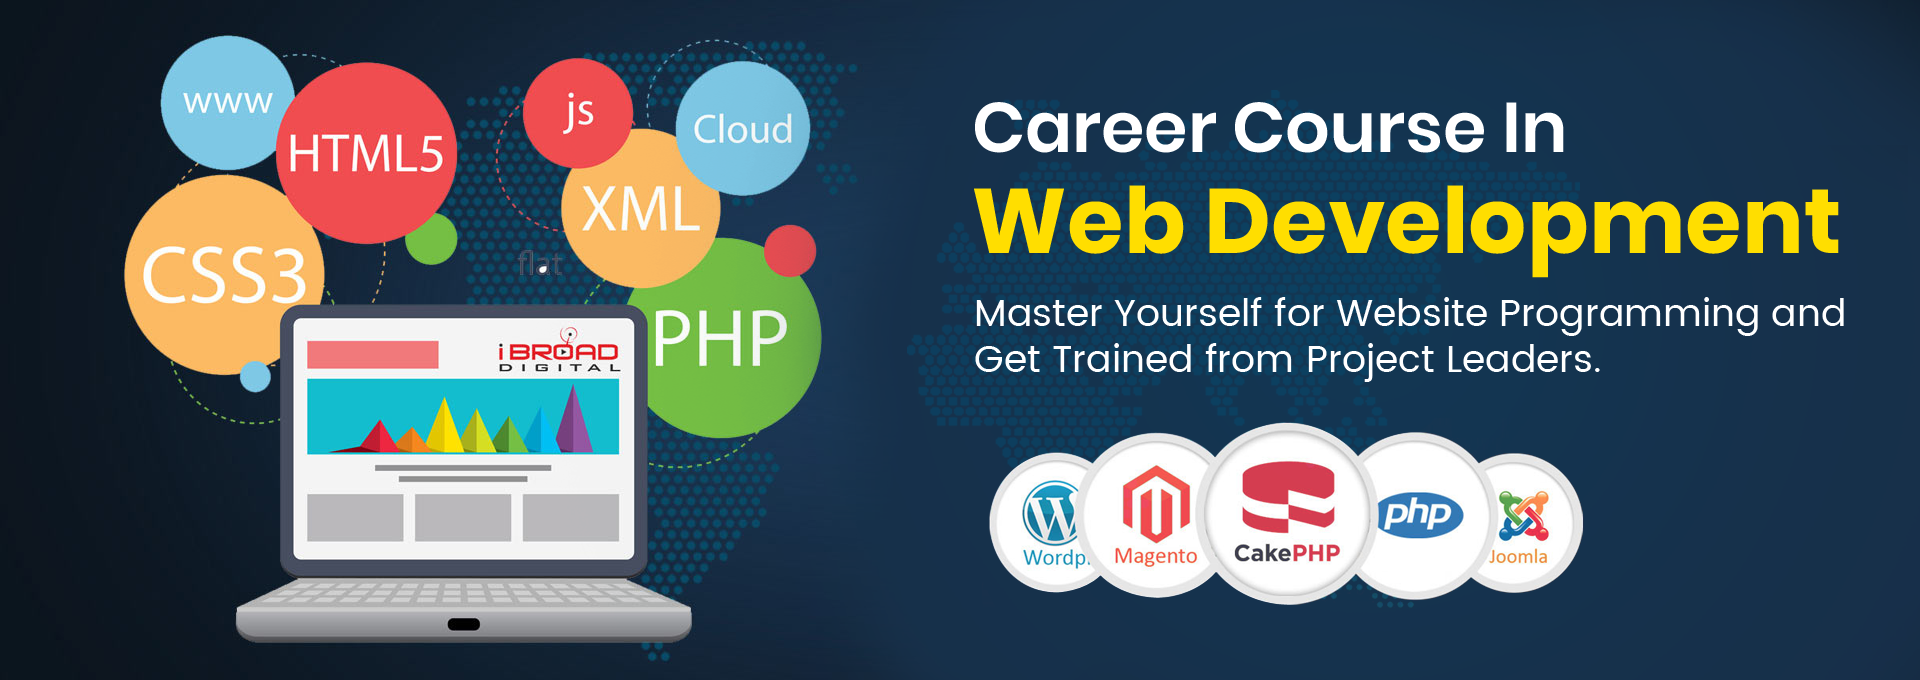 www
HTML5
CSS3
js
Cloud
XML
PHP
flat
iBROAD
DIGITAL
Career Course In
Web Development
Master Yourself for Website Programming and
Get Trained from Project Leaders.
Wordp
Magento
CakePHP
php
Joomla